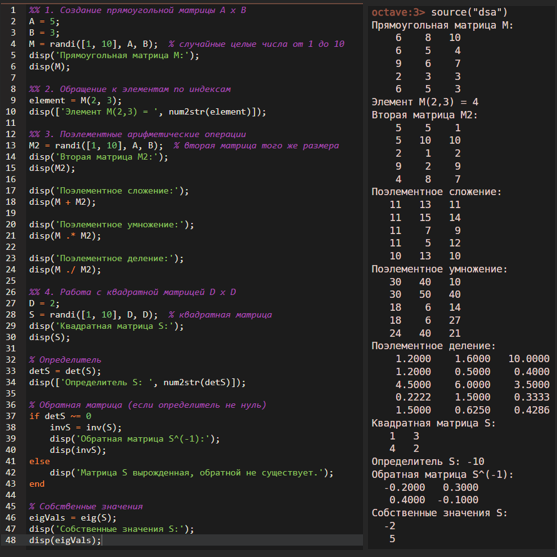 1 %% 1. Создание прямоугольной матрицы A x B
2 A = 5;
3 B = 3;
4 M = randi([1, 10], A, B);  % случайные целые числа от 1 до 10
5 disp('Прямоугольная матрица M:');
6 disp(M);
7
8 %% 2. Обращение к элементам по индексам
9 element = M(2, 3);
10 disp(['Элемент M(2,3) = ', num2str(element)]);
11
12 %% 3. Поэлементные арифметические операции
13 M2 = randi([1, 10], A, B);  % вторая матрица того же размера
14 disp('Вторая матрица M2:');
15 disp(M2);
16
17 disp('Поэлементное сложение:');
18 disp(M + M2);
19
20 disp('Поэлементное умножение:');
21 disp(M .* M2);
22
23 disp('Поэлементное деление:');
24 disp(M ./ M2);
25
26 %% 4. Работа с квадратной матрицей D x D
27 D = 2;
28 S = randi([1, 10], D, D);  % квадратная матрица
29 disp('Квадратная матрица S:');
30 disp(S);
31
32 % Определитель
33 detS = det(S);
34 disp(['Определитель S: ', num2str(detS)]);
35
36 % Обратная матрица (если определитель не нуль)
37 if detS ~= 0
38     invS = inv(S);
39     disp('Обратная матрица S^(-1):');
40     disp(invS);
41 else
42     disp('Матрица S вырожденная, обратной не существует.');
43 end
44
45 % Собственные значения
46 eigVals = eig(S);
47 disp('Собственные значения S:');
48 disp(eigVals);
octave:3> source("dsa")
Прямоугольная матрица M:
6 8 10
6 5 4
9 6 7
2 3 3
6 5 3
Элемент M(2,3) = 4
Вторая матрица M2:
5 5 1
5 10 10
2 1 2
9 2 9
4 8 7
Поэлементное сложение:
11 13 11
11 15 14
11 7 9
11 5 12
10 13 10
Поэлементное умножение:
30 40 10
30 50 40
18 6 14
18 6 27
24 40 21
Поэлементное деление:
1.2000 1.6000 10.0000
1.2000 0.5000 0.4000
4.5000 6.0000 3.5000
0.2222 1.5000 0.3333
1.5000 0.6250 0.4286
Квадратная матрица S:
1 3
4 2
Определитель S: -10
Обратная матрица S^(-1):
-0.2000 0.3000
0.4000 -0.1000
Собственные значения S:
-2
5